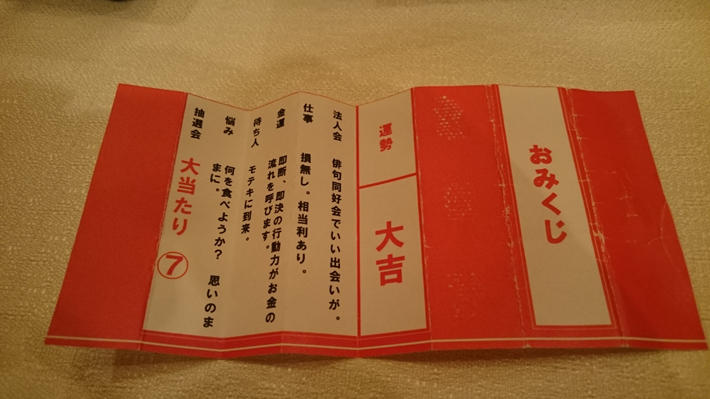 おみくじ
運勢 大吉
法人会 俳句同好会でいい出会いが。
仕事 損無し。相当利あり。
金運 即断、即決の行動力がお金の
流れを呼びます。
待ち人 モテキに到来。
悩み 何を食べようか? 思いのま
まに。
抽選会 大当たり ⑦